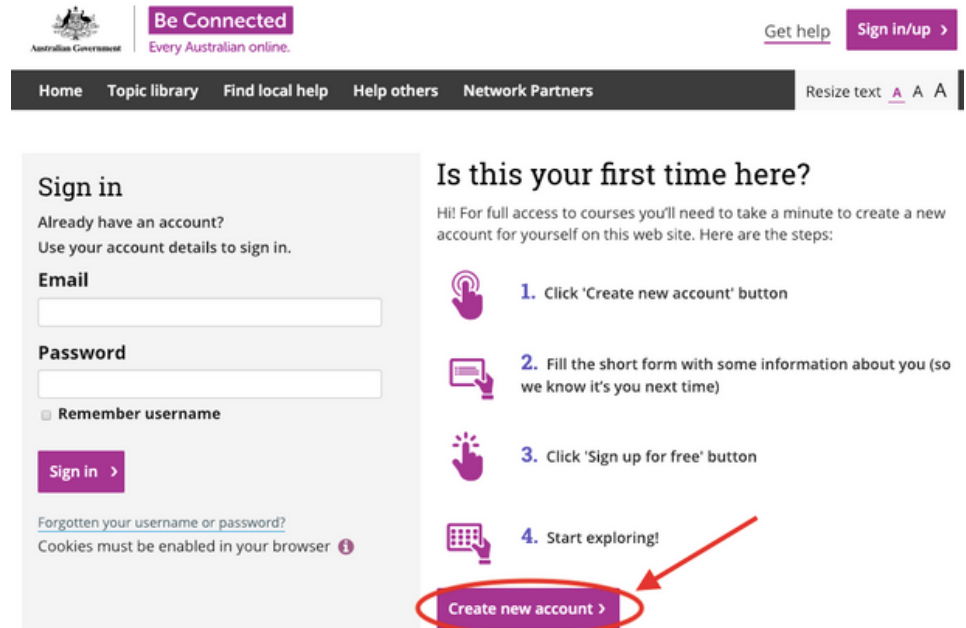 Australian Government
Be Connected
Every Australian online.
Get help
Sign in/up >
Home Topic library Find local help Help others Network Partners
Resize text A A A
Sign in
Already have an account?
Use your account details to sign in.
Email
Password
Remember username
Sign in >
Forgotten your username or password?
Cookies must be enabled in your browser i
Is this your first time here?
Hi! For full access to courses you'll need to take a minute to create a new
account for yourself on this web site. Here are the steps:
1. Click 'Create new account' button
2. Fill the short form with some information about you (so
we know it's you next time)
3. Click 'Sign up for free' button
4. Start exploring!
Create new account >